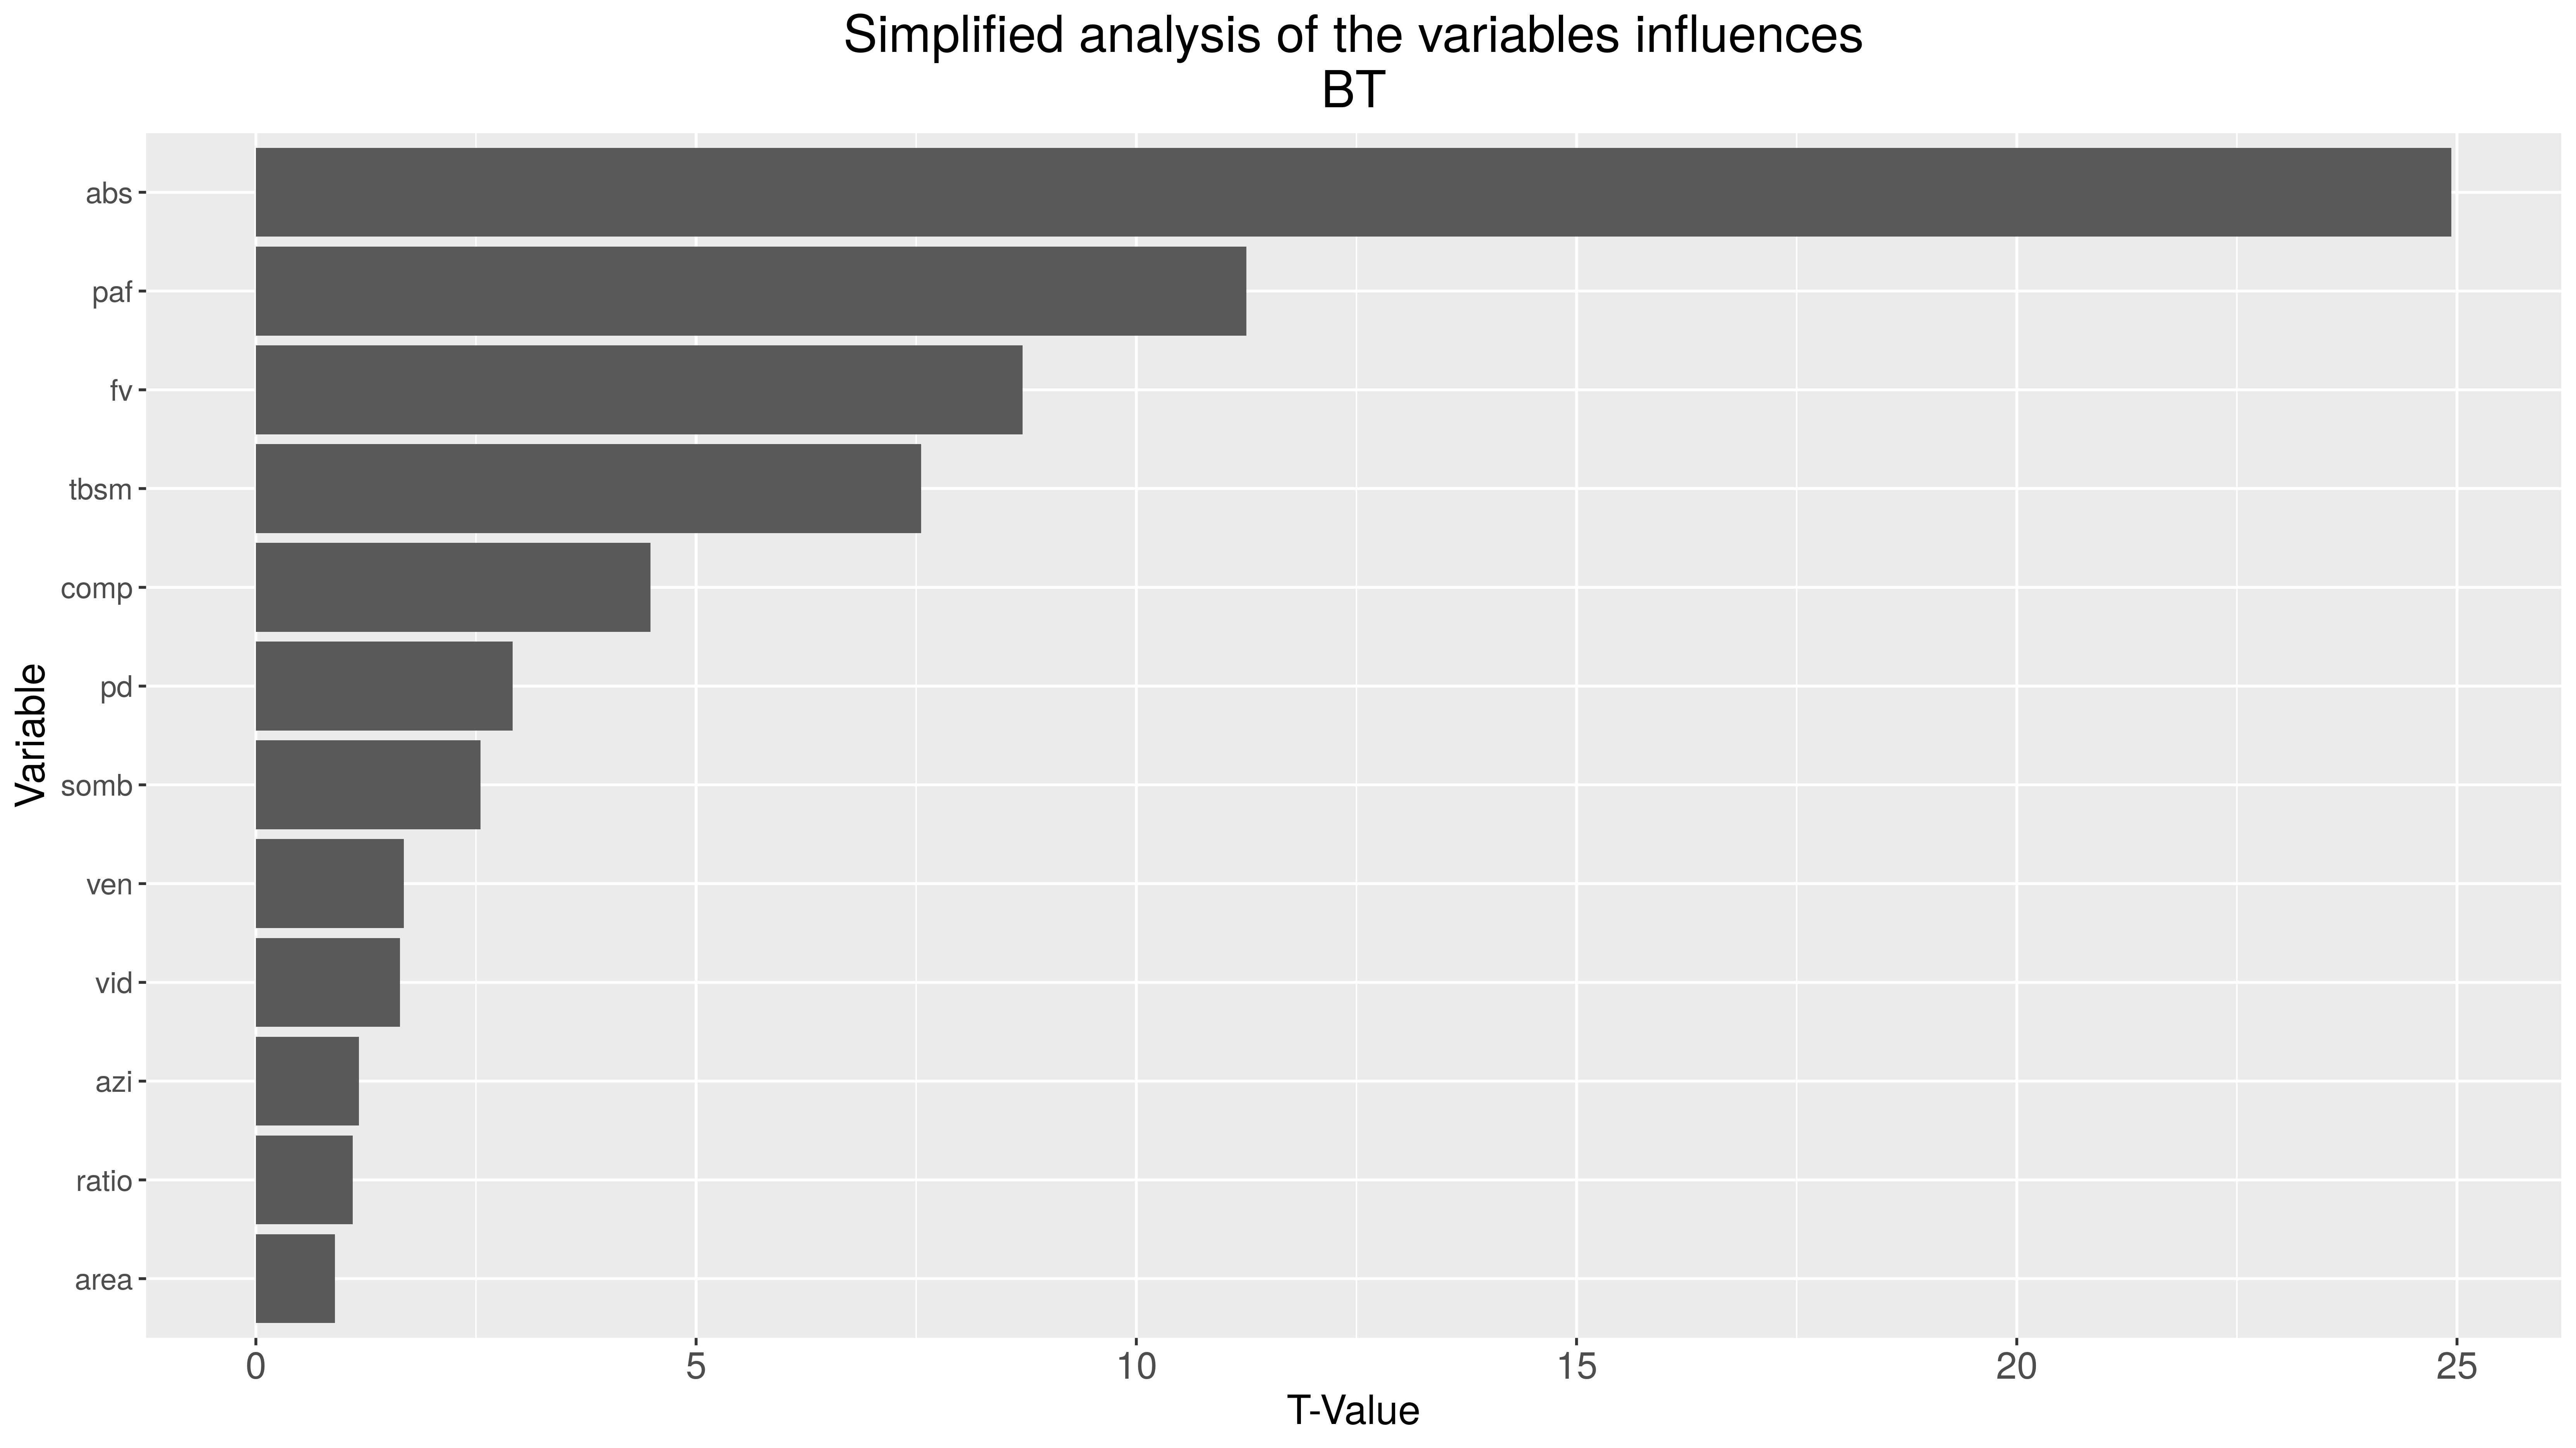 Simplified analysis of the variables influences
BT
Variable
abs
paf
fv
tbsm
comp
pd
somb
ven
vid
azi
ratio
area
0 5 10 15 20 25
T-Value